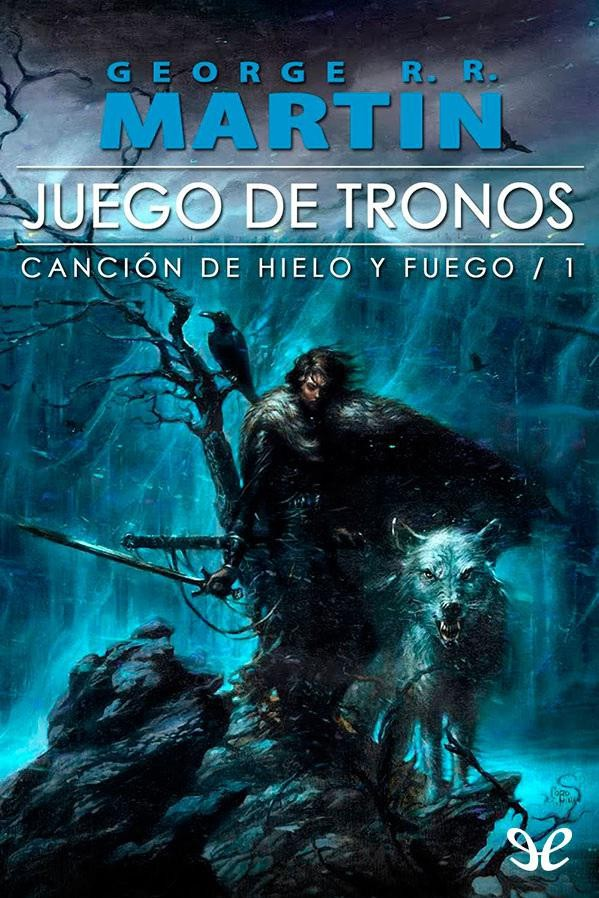 GEORGE R. R.
MARTIN
JUEGO DE TRONOS
CANCIÓN DE HIELO Y FUEGO / 1